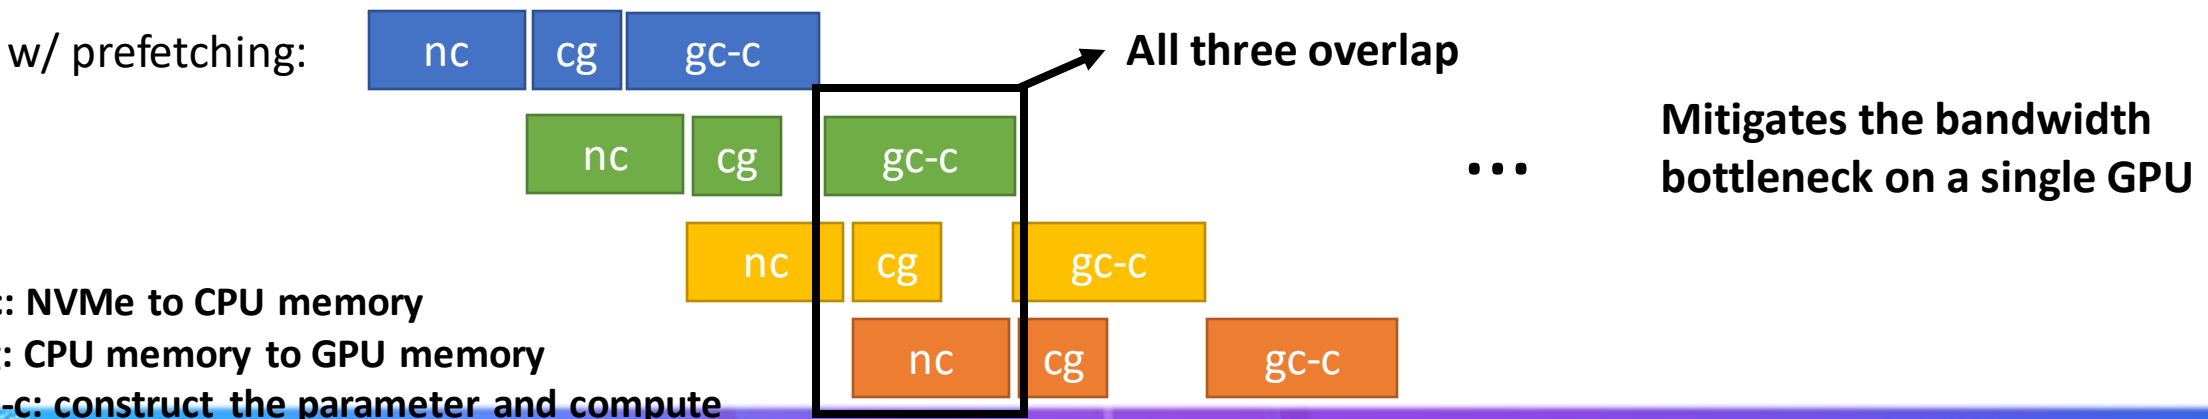 w/ prefetching:
nc cg gc-c
All three overlap
nc cg gc-c
...
Mitigates the bandwidth
bottleneck on a single GPU
nc cg gc-c
: NVMe to CPU memory
: CPU memory to GPU memory
nc cg gc-c
-c: construct the parameter and compute